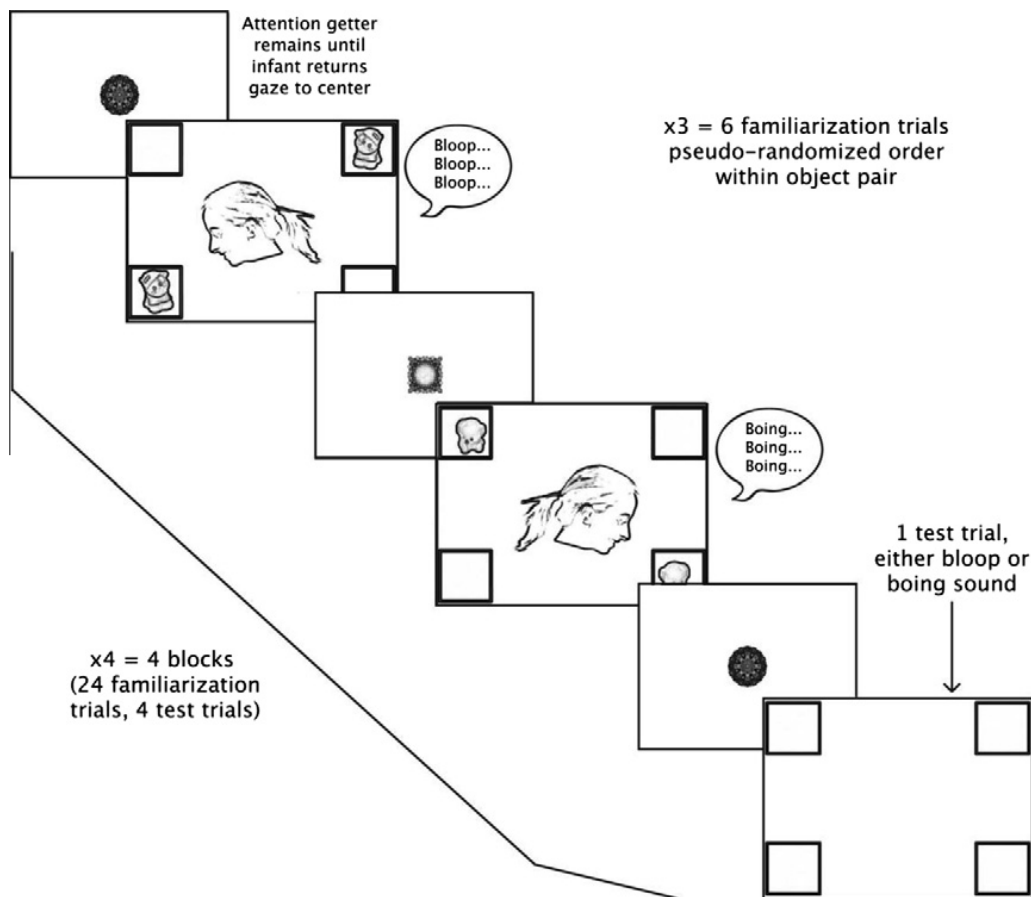 Attention getter
remains until
infant returns
gaze to center
Bloop...
Bloop...
Bloop...
x3 = 6 familiarization trials
pseudo-randomized order
within object pair
Boing...
Boing...
Boing...
1 test trial,
either bloop or
boing sound
x4 = 4 blocks
(24 familiarization
trials, 4 test trials)